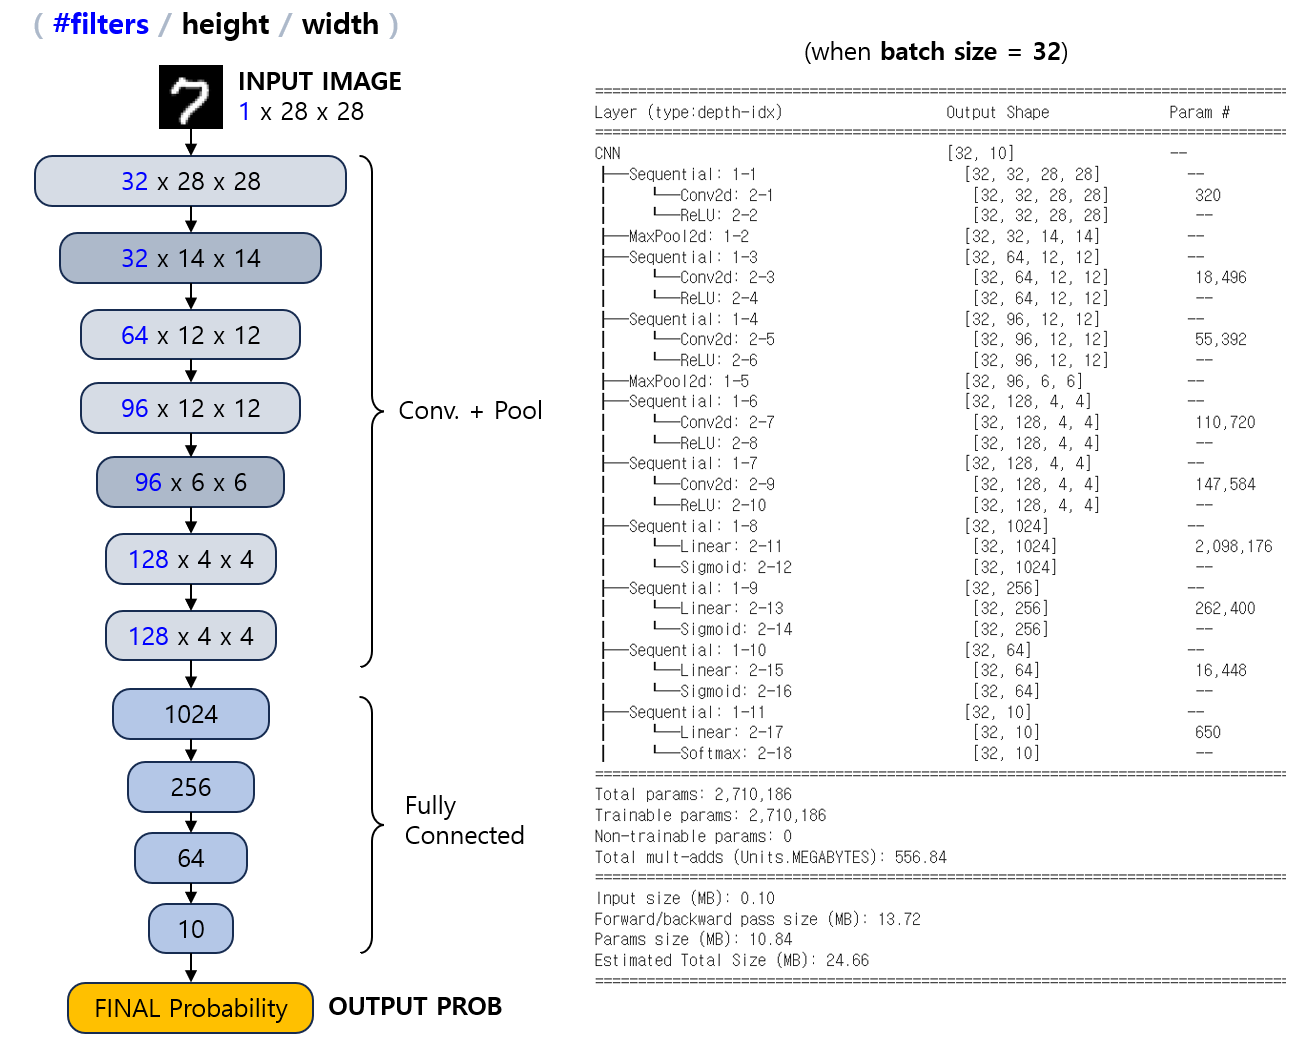 ( #filters / height / width )
INPUT IMAGE
1 x 28 x 28
32 x 28 x 28
32 x 14 x 14
64 x 12 x 12
96 x 12 x 12
96 x 6 x 6
128 x 4 x 4
128 x 4 x 4
Conv. + Pool
1024
256
64
10
Fully
Connected
FINAL Probability
OUTPUT PROB
(when batch size = 32)
==========================================================================================
Layer (type:depth-idx) Output Shape Param #
==========================================================================================
CNN [32, 10] --
├──Sequential: 1-1 [32, 32, 28, 28] --
│ └──Conv2d: 2-1 [32, 32, 28, 28] 320
│ └──ReLU: 2-2 [32, 32, 28, 28] --
├──MaxPool2d: 1-2 [32, 32, 14, 14] --
├──Sequential: 1-3 [32, 64, 12, 12] --
│ └──Conv2d: 2-3 [32, 64, 12, 12] 18,496
│ └──ReLU: 2-4 [32, 64, 12, 12] --
├──Sequential: 1-4 [32, 96, 12, 12] --
│ └──Conv2d: 2-5 [32, 96, 12, 12] 55,392
│ └──ReLU: 2-6 [32, 96, 12, 12] --
├──MaxPool2d: 1-5 [32, 96, 6, 6] --
├──Sequential: 1-6 [32, 128, 4, 4] --
│ └──Conv2d: 2-7 [32, 128, 4, 4] 110,720
│ └──ReLU: 2-8 [32, 128, 4, 4] --
├──Sequential: 1-7 [32, 128, 4, 4] --
│ └──Conv2d: 2-9 [32, 128, 4, 4] 147,584
│ └──ReLU: 2-10 [32, 128, 4, 4] --
├──Sequential: 1-8 [32, 1024] --
│ └──Linear: 2-11 [32, 1024] 2,098,176
│ └──Sigmoid: 2-12 [32, 1024] --
├──Sequential: 1-9 [32, 256] --
│ └──Linear: 2-13 [32, 256] 262,400
│ └──Sigmoid: 2-14 [32, 256] --
├──Sequential: 1-10 [32, 64] --
│ └──Linear: 2-15 [32, 64] 16,448
│ └──Sigmoid: 2-16 [32, 64] --
├──Sequential: 1-11 [32, 10] --
│ └──Linear: 2-17 [32, 10] 650
│ └──Softmax: 2-18 [32, 10] --
==========================================================================================
Total params: 2,710,186
Trainable params: 2,710,186
Non-trainable params: 0
Total mult-adds (Units.MEGABYTES): 556.84
==========================================================================================
Input size (MB): 0.10
Forward/backward pass size (MB): 13.72
Params size (MB): 10.84
Estimated Total Size (MB): 24.66
==========================================================================================